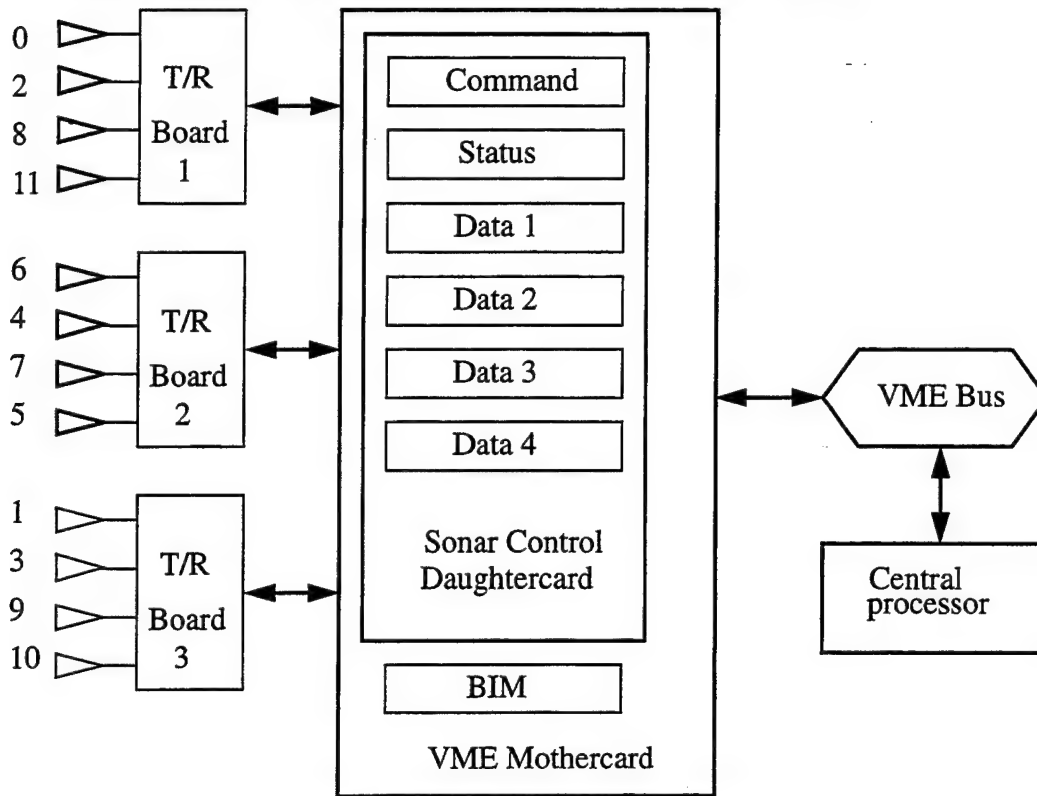 0
2
8
11
T/R
Board
1
6
4
7
5
T/R
Board
2
1
3
9
10
T/R
Board
3
Command
Status
Data 1
Data 2
Data 3
Data 4
Sonar Control
Daughtercard
BIM
VME Mothercard
VME Bus
Central
processor